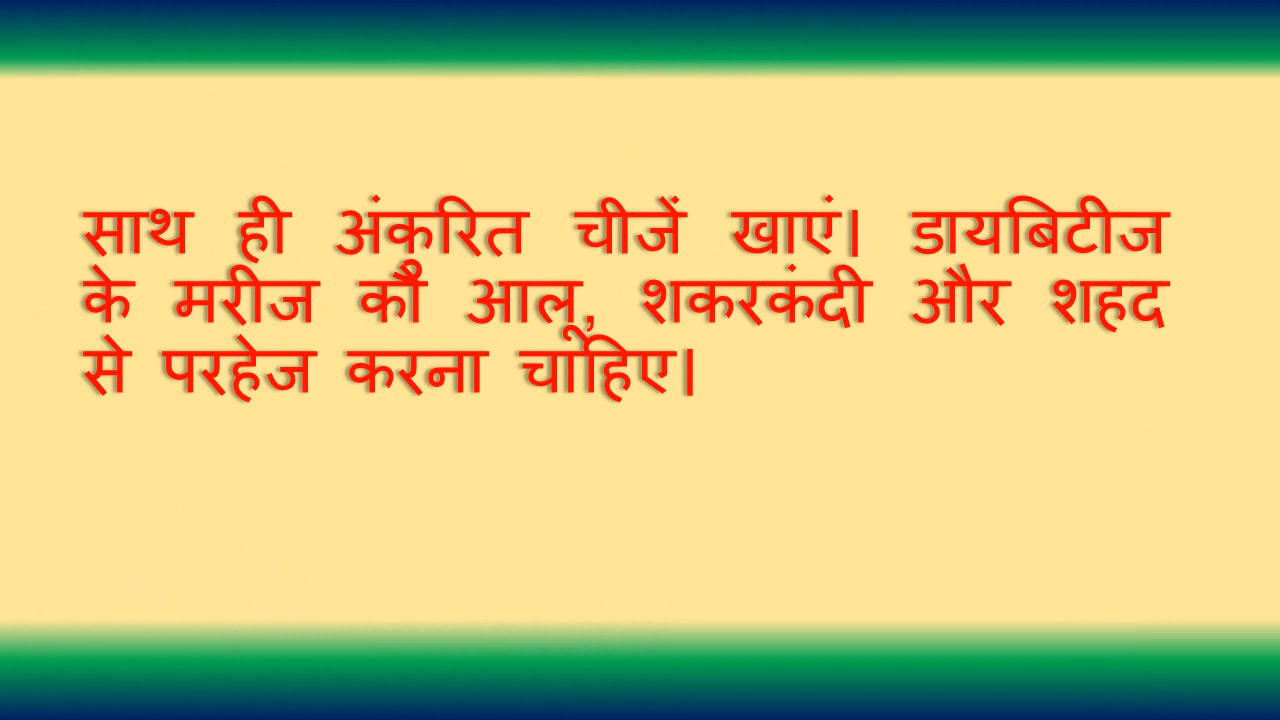 साथ ही अंकुरित चीजें खाएं। डायबिटीज
के मरीज को आलू, शकरकंदी और शहद
से परहेज करना चाहिए।